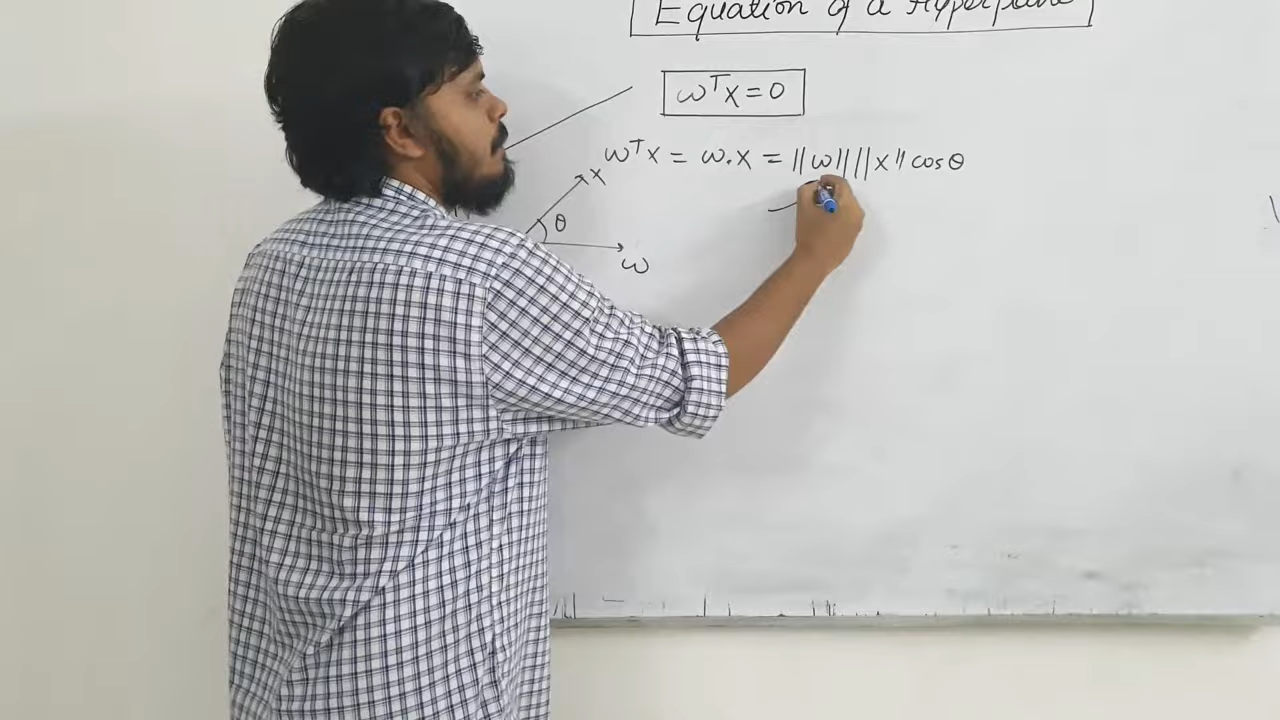 Equation of a Hyperplane
ωᵀx = 0
ωᵀx = ω.x = ||ω|| ||x|| cosθ
x
θ
ω